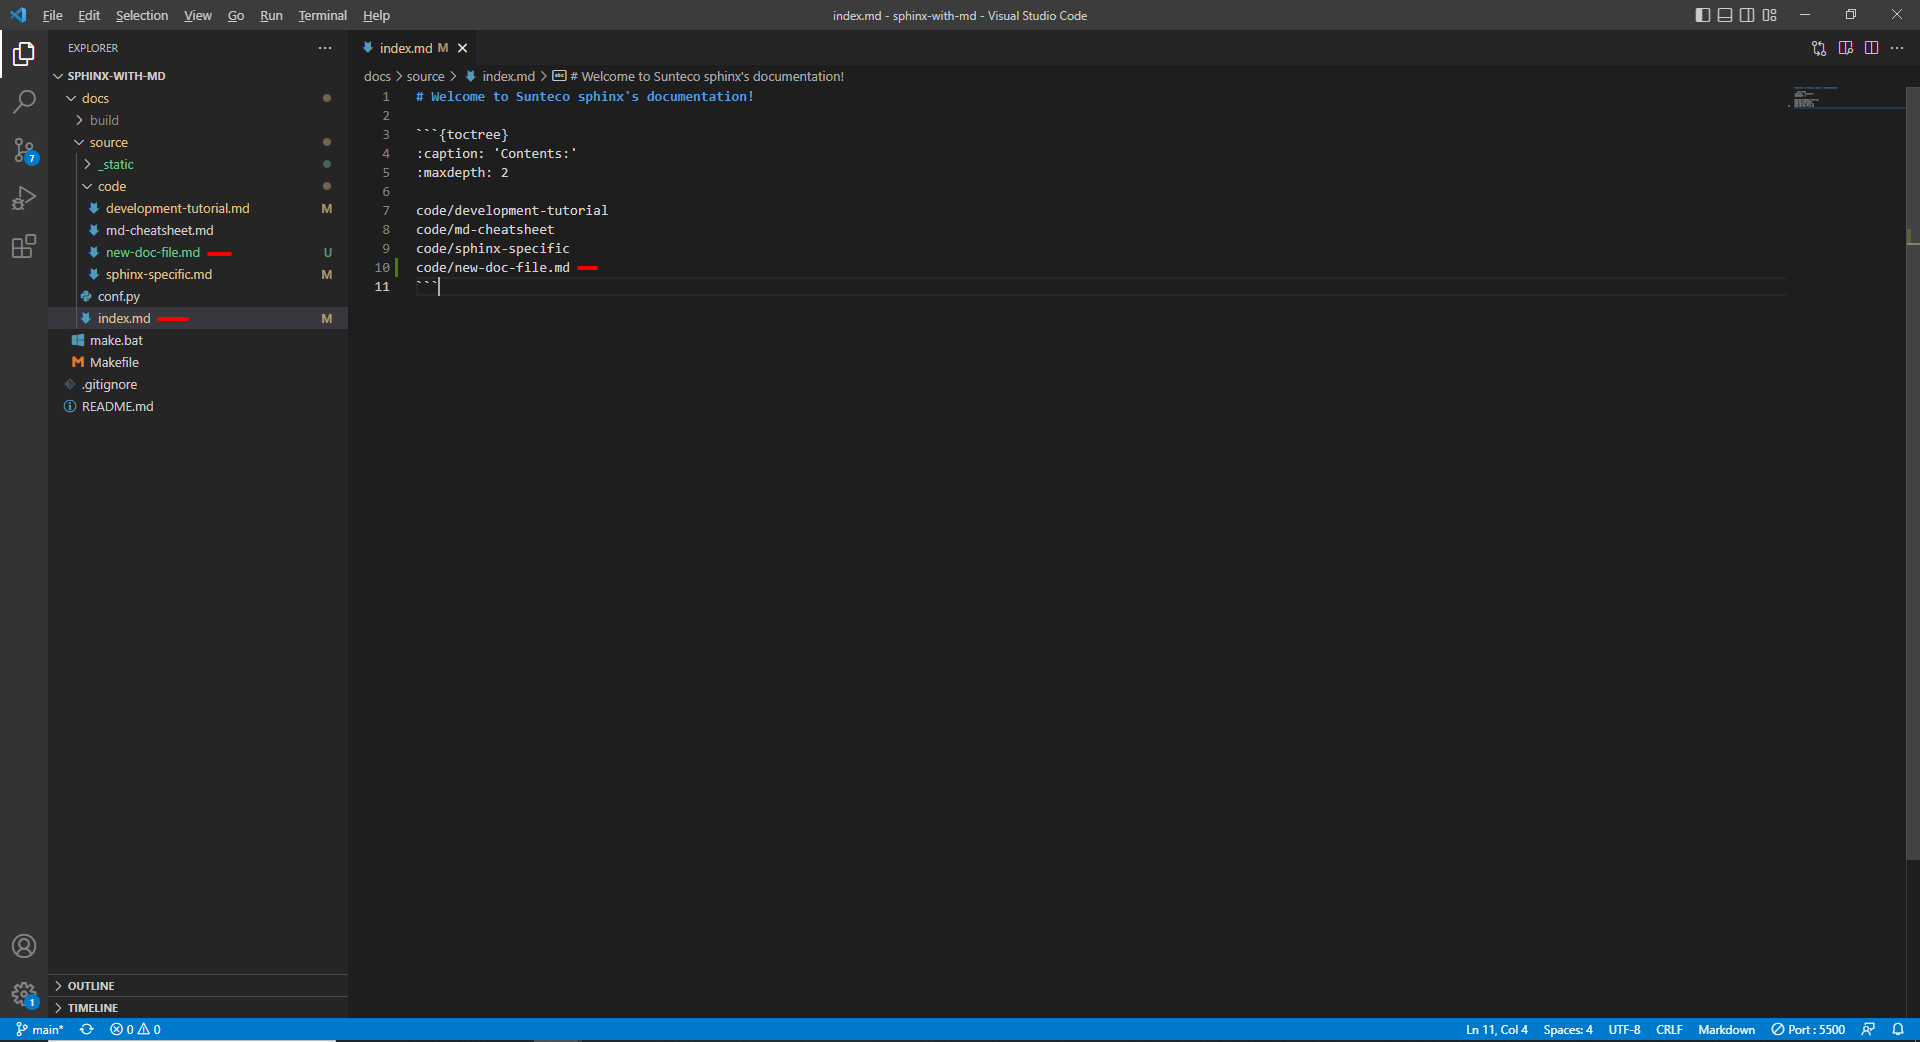 File Edit Selection View Go Run Terminal Help
index.md - sphinx-with-md - Visual Studio Code
EXPLORER
SPHINX-WITH-MD
docs
build
source
_static
code
development-tutorial.md M
md-cheatsheet.md
new-doc-file.md U
sphinx-specific.md M
conf.py
index.md M
make.bat
Makefile
.gitignore
README.md
OUTLINE
TIMELINE
7
1
index.md M
docs > source > index.md > # Welcome to Sunteco sphinx's documentation!
1 # Welcome to Sunteco sphinx's documentation!
2
3 ```{toctree}
4 :caption: 'Contents:'
5 :maxdepth: 2
6
7 code/development-tutorial
8 code/md-cheatsheet
9 code/sphinx-specific
10 code/new-doc-file.md
11 ```
main* 0 0
Ln 11, Col 4 Spaces: 4 UTF-8 CRLF Markdown Port : 5500